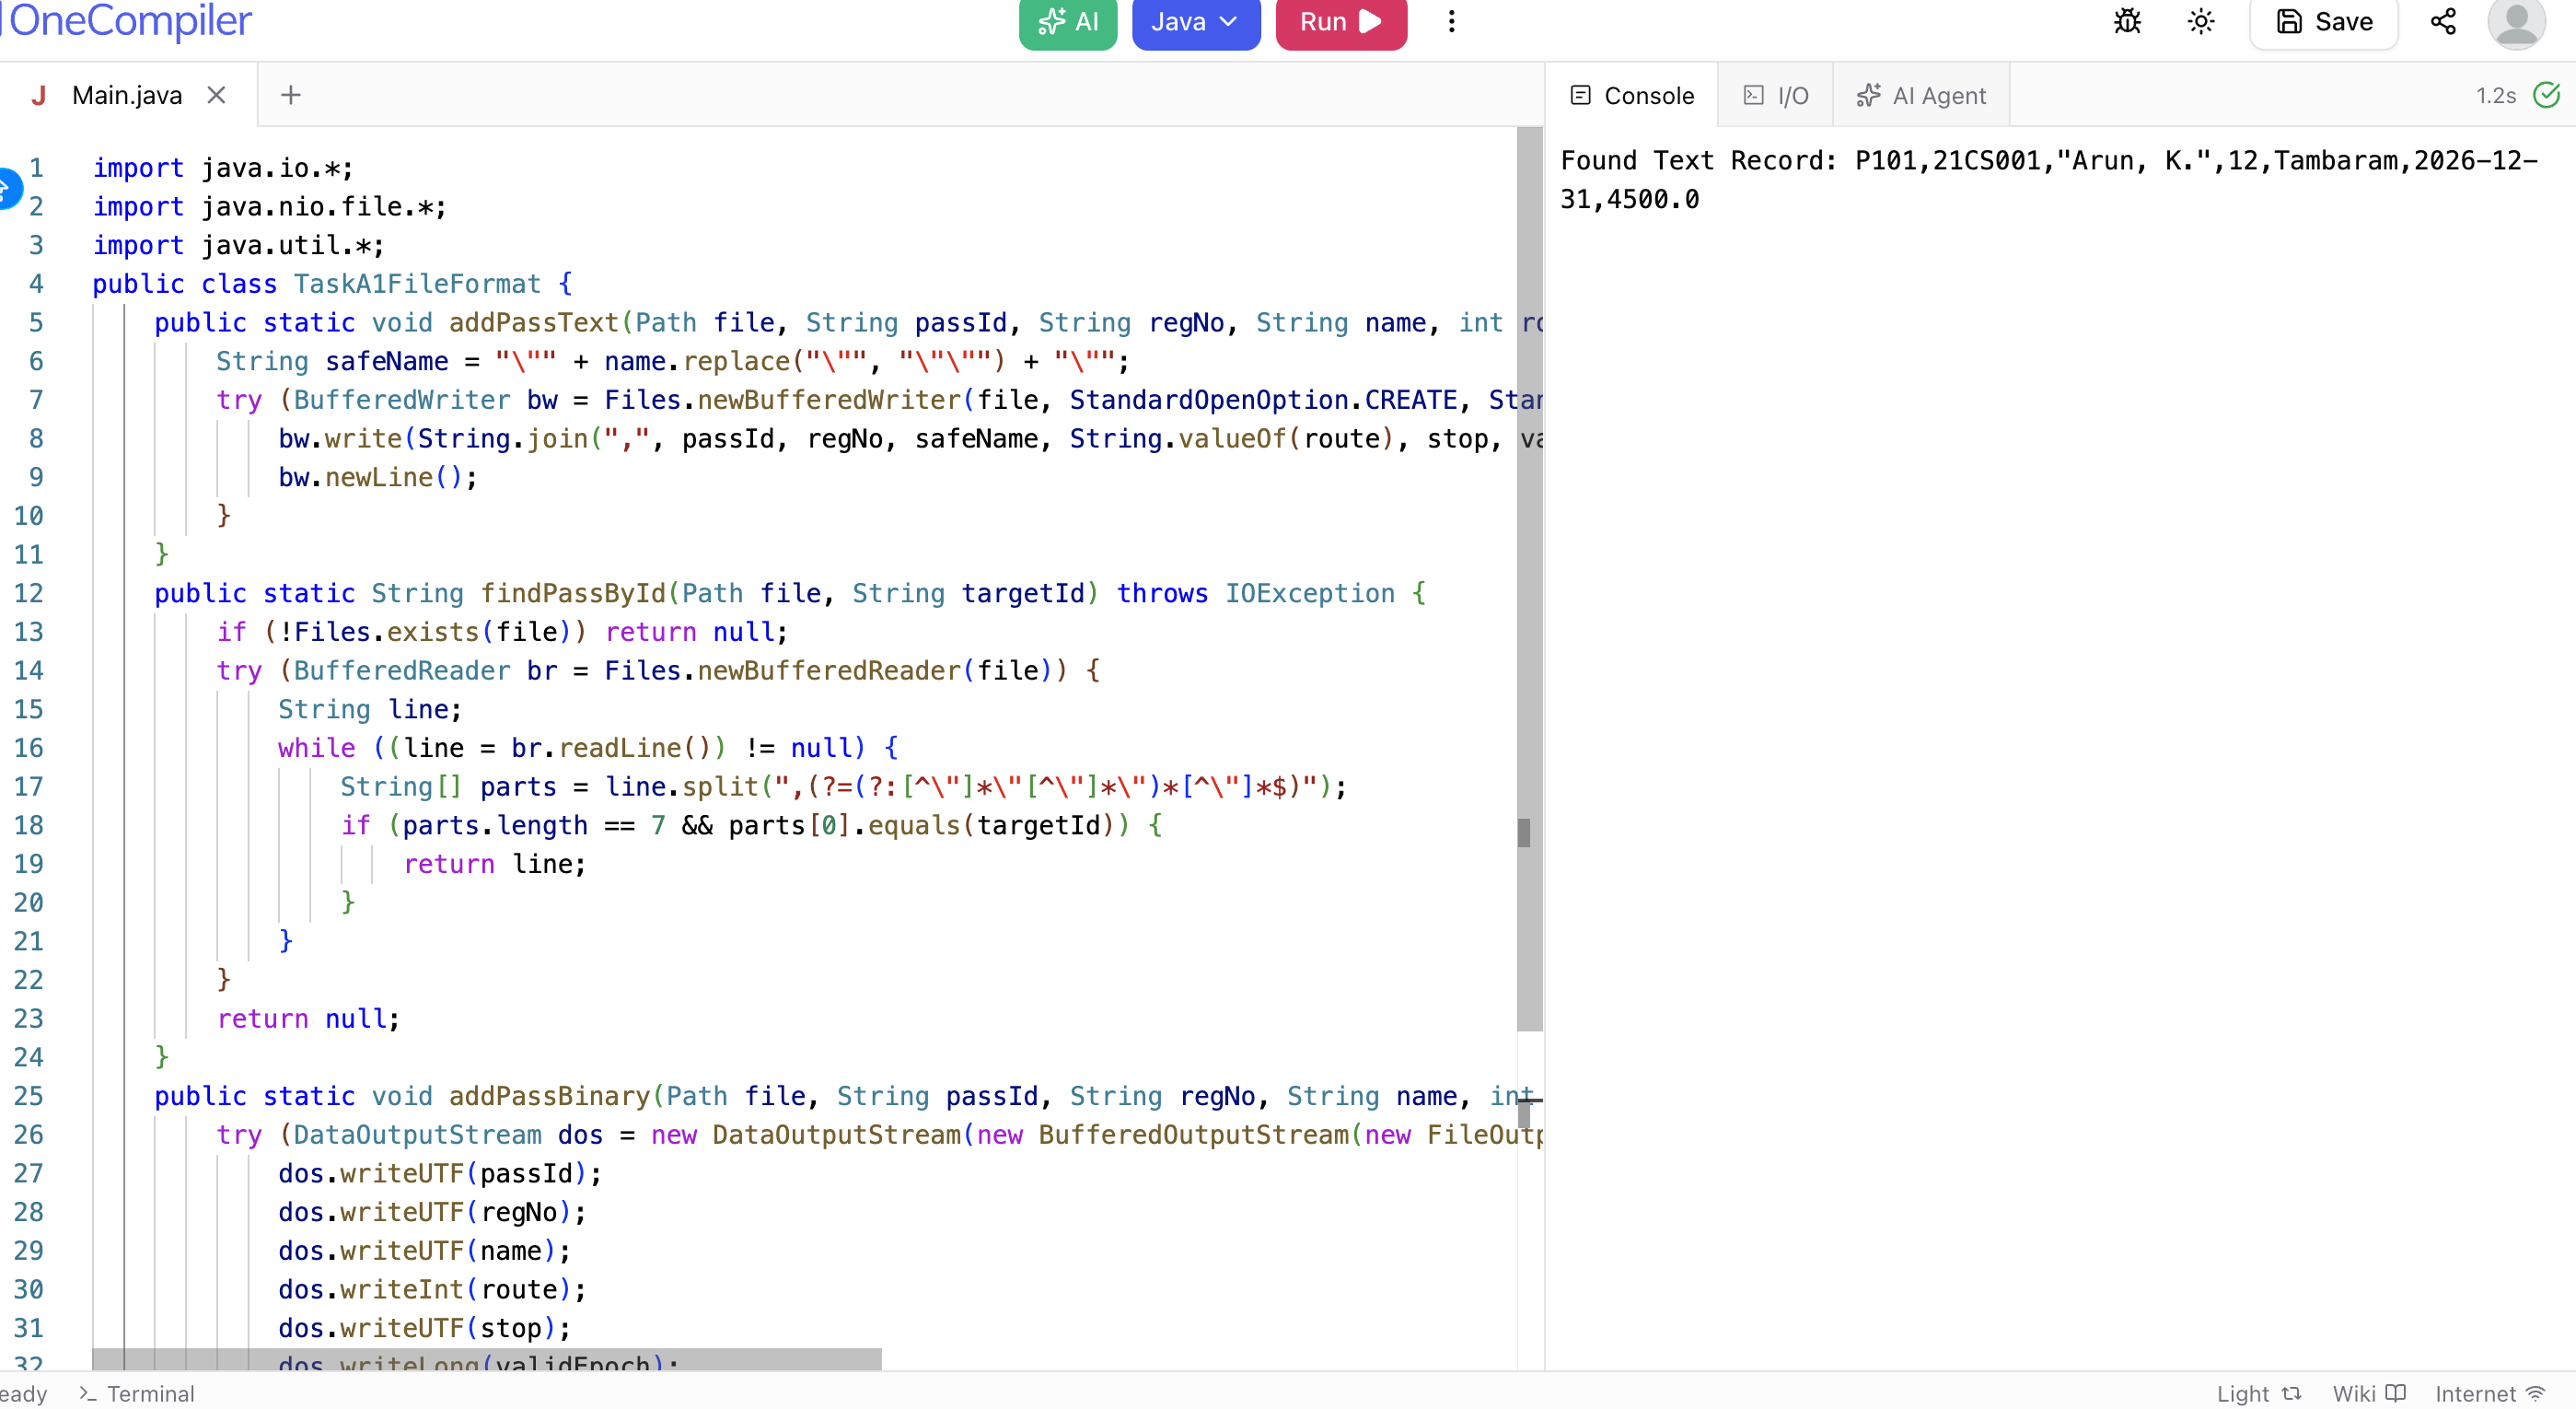 OneCompiler
AI
Java
Run
Save
Main.java
Console
I/O
AI Agent
1.2s
1 import java.io.*;
2 import java.nio.file.*;
3 import java.util.*;
4 public class TaskA1FileFormat {
5 public static void addPassText(Path file, String passId, String regNo, String name, int ro
6 String safeName = "\"" + name.replace("\"", "\"\"") + "\"";
7 try (BufferedWriter bw = Files.newBufferedWriter(file, StandardOpenOption.CREATE, Stan
8 bw.write(String.join(",", passId, regNo, safeName, String.valueOf(route), stop, va
9 bw.newLine();
10 }
11 }
12 public static String findPassById(Path file, String targetId) throws IOException {
13 if (!Files.exists(file)) return null;
14 try (BufferedReader br = Files.newBufferedReader(file)) {
15 String line;
16 while ((line = br.readLine()) != null) {
17 String[] parts = line.split(",(?=(?:[^\"]*\"[^\"]*\")*[^\"]*$)");
18 if (parts.length == 7 && parts[0].equals(targetId)) {
19 return line;
20 }
21 }
22 }
23 return null;
24 }
25 public static void addPassBinary(Path file, String passId, String regNo, String name, int
26 try (DataOutputStream dos = new DataOutputStream(new BufferedOutputStream(new FileOutp
27 dos.writeUTF(passId);
28 dos.writeUTF(regNo);
29 dos.writeUTF(name);
30 dos.writeInt(route);
31 dos.writeUTF(stop);
32 dos.writeLong(validEpoch);
Found Text Record: P101,21CS001,"Arun, K.",12,Tambaram,2026-12-
31,4500.0
eady
Terminal
Light
Wiki
Internet